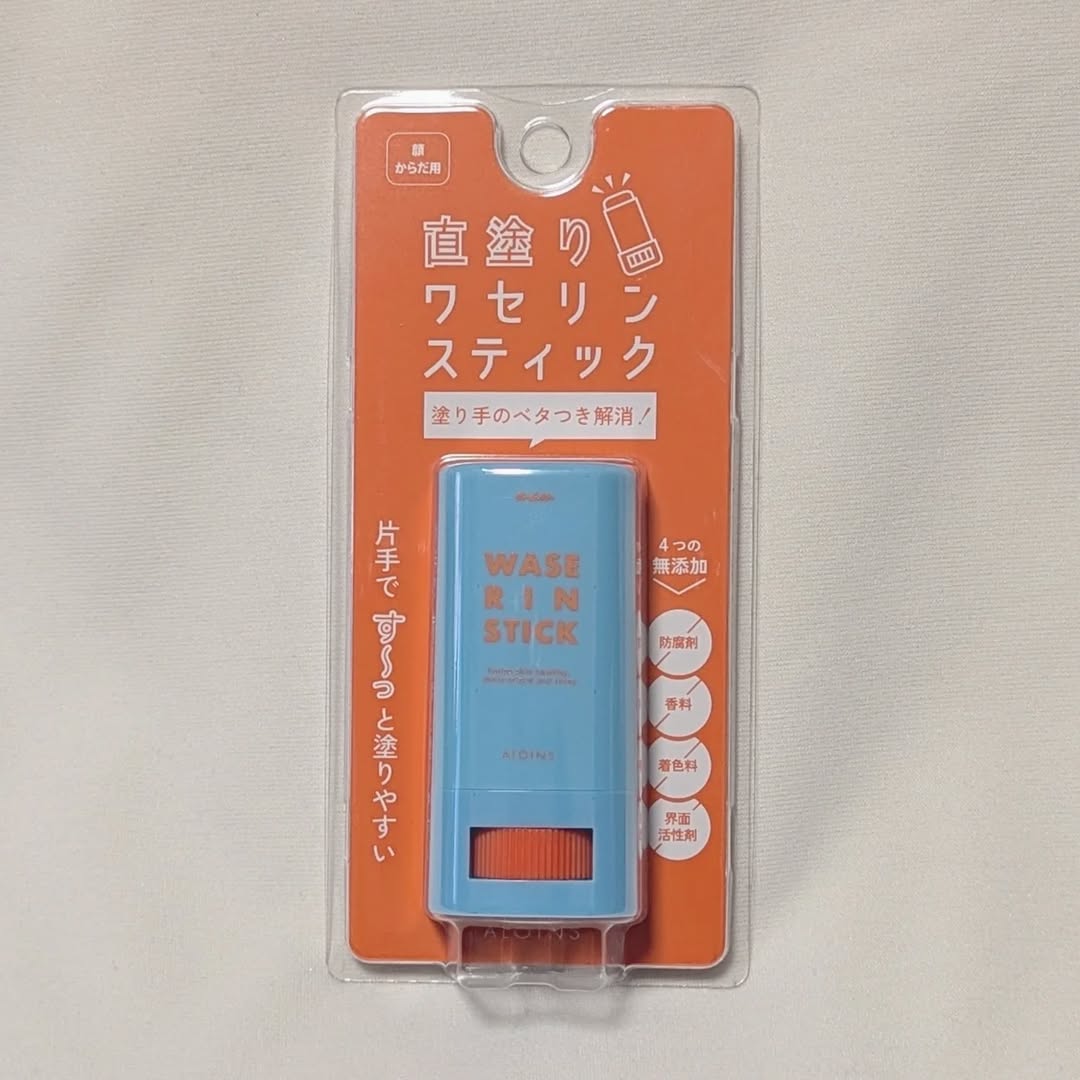 顔
からだ用
直塗り
ワセリン
スティック
塗り手のベタつき解消!
片手で す〜っと塗りやすい
4つの
無添加
防腐剤
香料
着色料
界面
活性剤
WASE
RIN
STICK
ALOINS
ALOINS